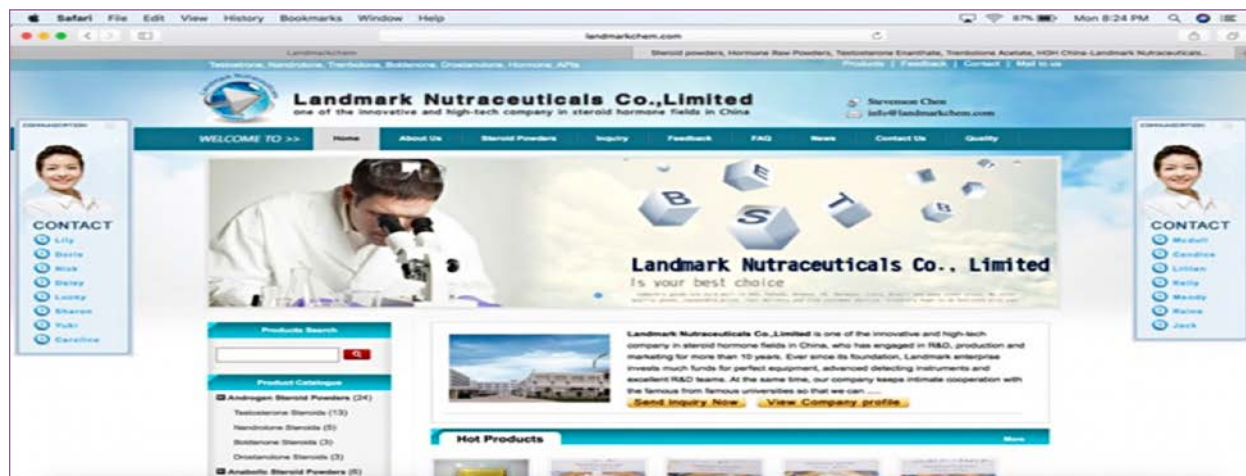 Safari File Edit View History Bookmarks Window Help 87% Mon 8:24 PM
landmarkchem.com
Landmarkchem Steroid powders, Hormone Raw Powders, Testosterone Enanthate, Trenbolone Acetate, HGH China-Landmark Nutraceuticals...
Testosterone, Nandrolone, Trenbolone, Boldenone, Drostanolone, Hormone, APIs Products | Feedback | Contact | Mail to us
Landmark Nutraceuticals Co.,Limited
one of the innovative and high-tech company in steroid hormone fields in China
Stevenson Chen
info@landmarkchem.com
WELCOME TO >> Home About Us Steroid Powders Inquiry Feedback FAQ News Contact Us Quality
COMMUNICATION
CONTACT
Lily
Doris
Nick
Daisy
Lucky
Sharon
Yuki
Caroline
B E S T B
Landmark Nutraceuticals Co., Limited
Is your best choice
COMMUNICATION
CONTACT
Candice
Lillian
Kelly
Wendy
Jack
Products Search
Product Catalogue
Androgen Steroid Powders (24)
Testosterone Steroids (13)
Nandrolone Steroids (5)
Boldenone Steroids (3)
Drostanolone Steroids (3)
Anabolic Steroid Powders (5)
Landmark Nutraceuticals Co.,Limited is one of the innovative and high-tech
company in steroid hormone fields in China, who has engaged in R&D, production and
marketing for more than 10 years. Ever since its foundation, Landmark enterprise
invests much funds for perfect equipment, advanced detecting instruments and
excellent R&D teams. At the same time, our company keeps intimate cooperation with
the famous from famous universities so that we can .....
Send Inquiry Now View Company profile
Hot Products More